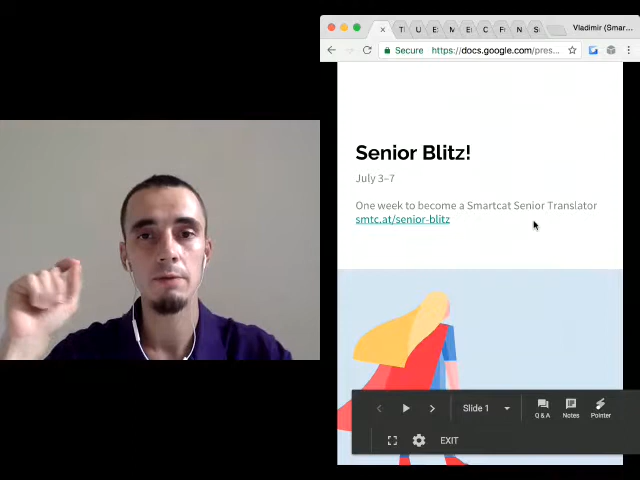 Vladimir (Smar...
Secure
https://docs.google.com/pres...
Senior Blitz!
July 3–7
One week to become a Smartcat Senior Translator
smtc.at/senior-blitz
Slide 1
Q & A
Notes
Pointer
EXIT